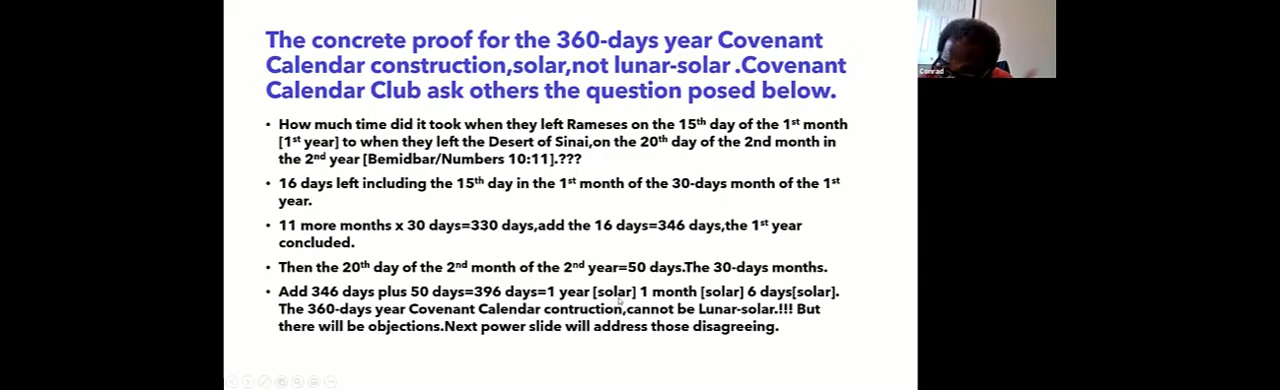 The concrete proof for the 360-days year Covenant
Calendar construction,solar,not lunar-solar .Covenant
Calendar Club ask others the question posed below.
• How much time did it took when they left Rameses on the 15th day of the 1st month
[1st year] to when they left the Desert of Sinai,on the 20th day of the 2nd month in
the 2nd year [Bemidbar/Numbers 10:11].???
• 16 days left including the 15th day in the 1st month of the 30-days month of the 1st
year.
• 11 more months x 30 days=330 days,add the 16 days=346 days,the 1st year
concluded.
• Then the 20th day of the 2nd month of the 2nd year=50 days.The 30-days months.
• Add 346 days plus 50 days=396 days=1 year [solar] 1 month [solar] 6 days[solar].
The 360-days year Covenant Calendar contruction,cannot be Lunar-solar.!!! But
there will be objections.Next power slide will address those disagreeing.
Conrad